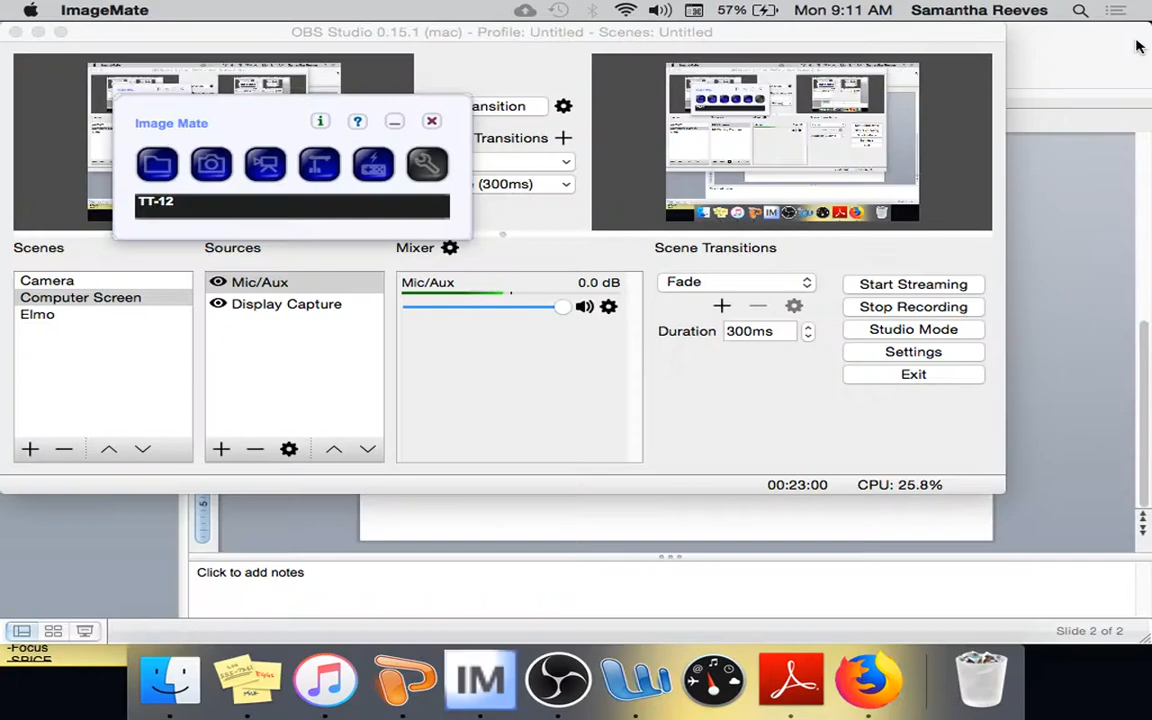 ImageMate
57%
Mon 9:11 AM
Samantha Reeves
OBS Studio 0.15.1 (mac) - Profile: Untitled - Scenes: Untitled
Image Mate
TT-12
ansition
Transitions
(300ms)
Scenes
Sources
Mixer
Scene Transitions
Camera
Computer Screen
Elmo
Mic/Aux
Display Capture
Mic/Aux
0.0 dB
Fade
Duration
300ms
Start Streaming
Stop Recording
Studio Mode
Settings
Exit
00:23:00
CPU: 25.8%
5
Click to add notes
Slide 2 of 2
-Focus
SPICE
IM